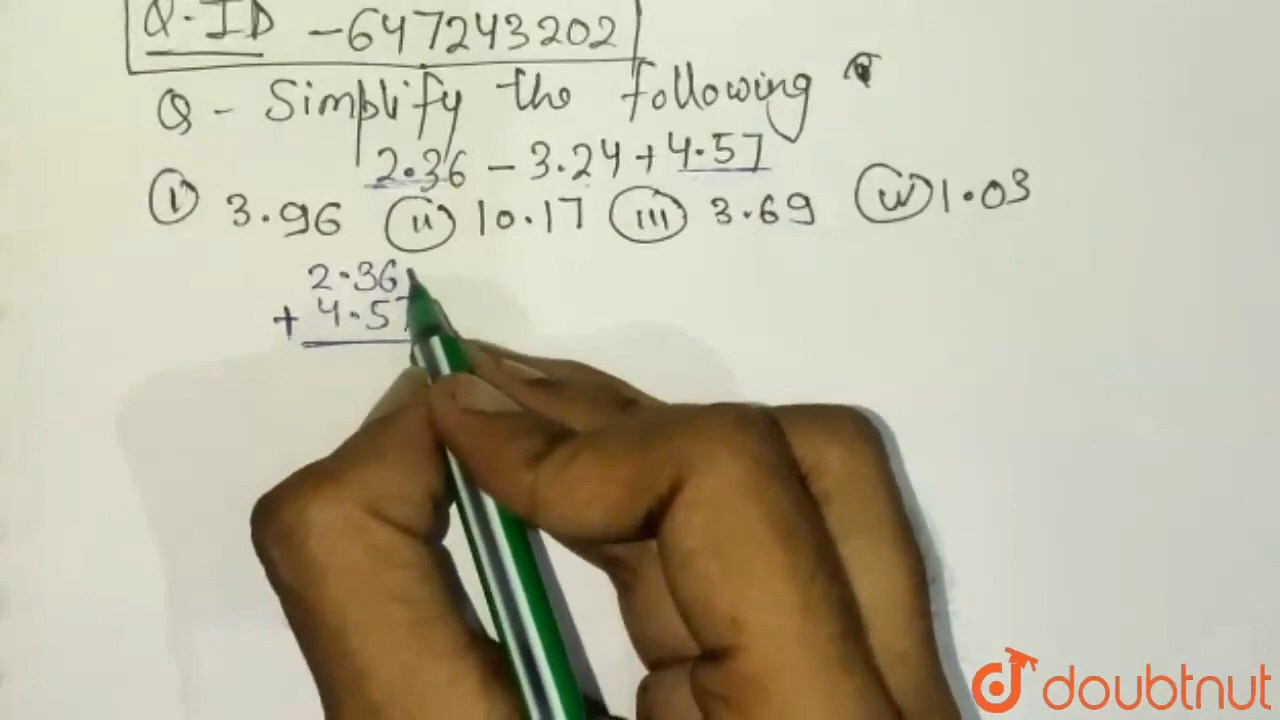 Q-ID -647243202
Q- Simplify the following
2.36 - 3.24 + 4.57
(i) 3.96 (ii) 10.17 (iii) 3.69 (iv) 1.03
2.36
+ 4.57
doubtnut